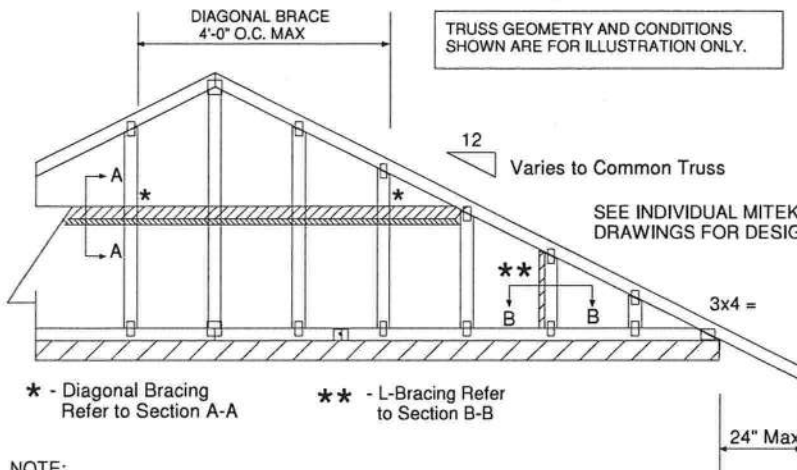 DIAGONAL BRACE
4'-0" O.C. MAX
TRUSS GEOMETRY AND CONDITIONS
SHOWN ARE FOR ILLUSTRATION ONLY.
12
Varies to Common Truss
A
*
*
SEE INDIVIDUAL MITEK
DRAWINGS FOR DESIG
A
**
B
B
3x4 =
* - Diagonal Bracing
Refer to Section A-A
** - L-Bracing Refer
to Section B-B
24" Max
NOTE: